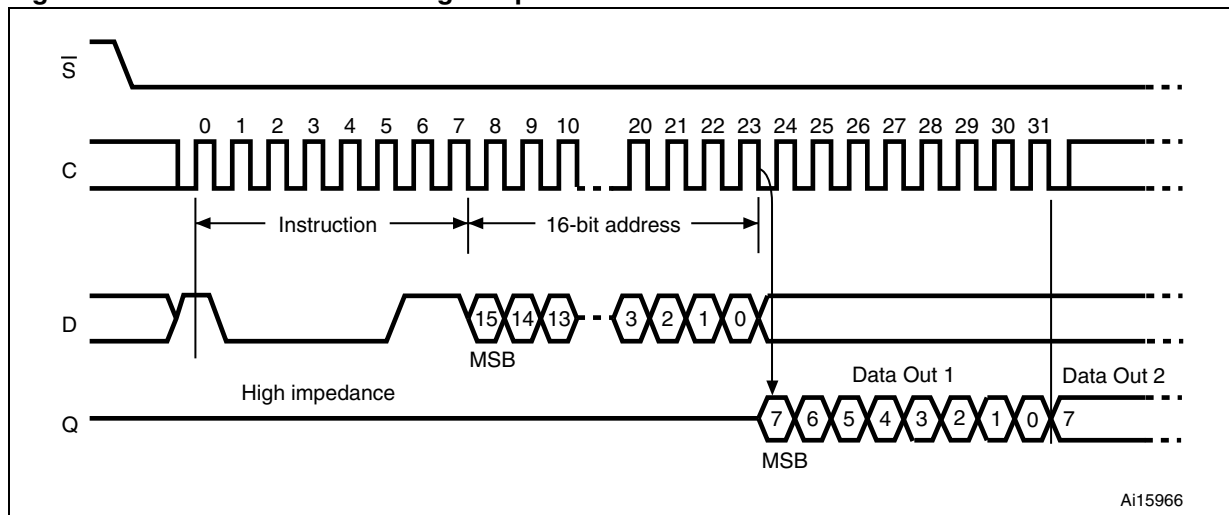 S
0 1 2 3 4 5 6 7 8 9 10 20 21 22 23 24 25 26 27 28 29 30 31
C
Instruction 16-bit address
D 15 14 13 3 2 1 0
MSB
High impedance Data Out 1 Data Out 2
Q 7 6 5 4 3 2 1 0 7
MSB
Ai15966